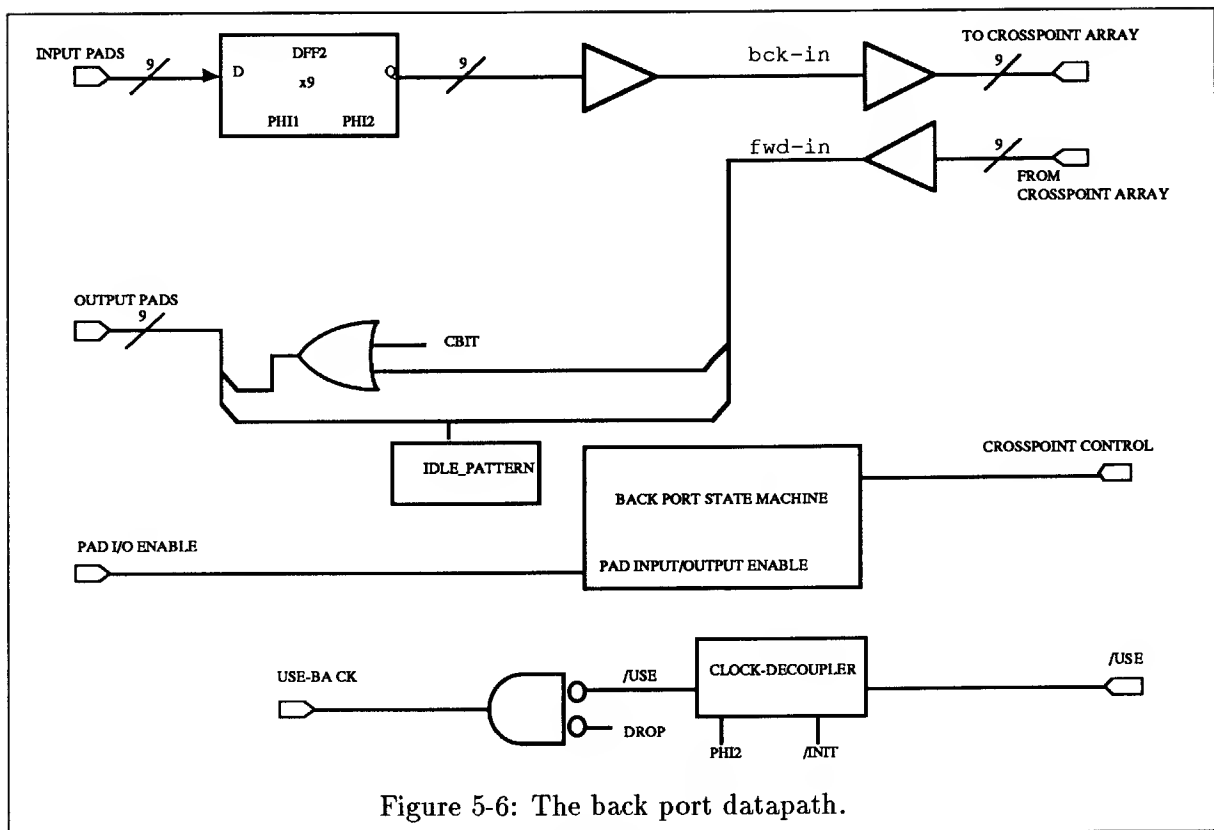 INPUT PADS
9
D
DFF2
x9
Q
PHI1 PHI2
9
bck-in
TO CROSSPOINT ARRAY
9
fwd-in
9
FROM
CROSSPOINT ARRAY
OUTPUT PADS
9
CBIT
IDLE_PATTERN
CROSSPOINT CONTROL
BACK PORT STATE MACHINE
PAD I/O ENABLE
PAD INPUT/OUTPUT ENABLE
USE-BA CK
/USE
DROP
CLOCK-DECOUPLER
PHI2
/INIT
/USE
Figure 5-6: The back port datapath.